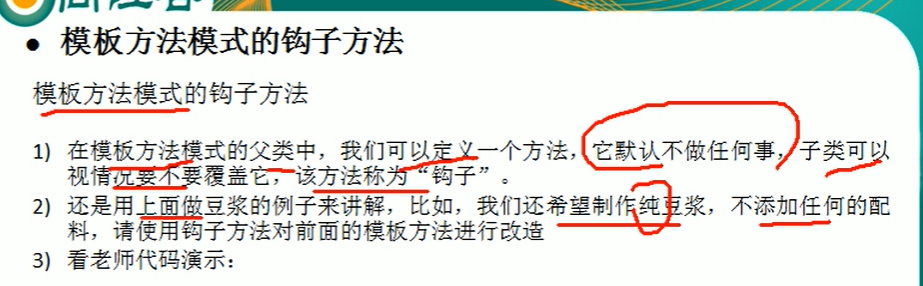 • 模板方法模式的钩子方法
模板方法模式的钩子方法
1) 在模板方法模式的父类中，我们可以定义一个方法，它默认不做任何事，子类可以
视情况要不要覆盖它，该方法称为“钩子”。
2) 还是用上面做豆浆的例子来讲解，比如，我们还希望制作纯豆浆，不添加任何的配
料，请使用钩子方法对前面的模板方法进行改造
3) 看老师代码演示：